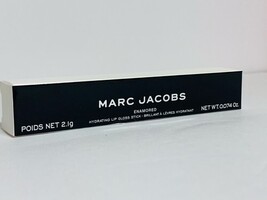 MARC JACOBS
ENAMORED
HYDRATING LIP GLOSS STICK - BRILLANT À LÈVRES HYDRATANT
POIDS NET 2.1g
NET WT. 0.074 Oz.